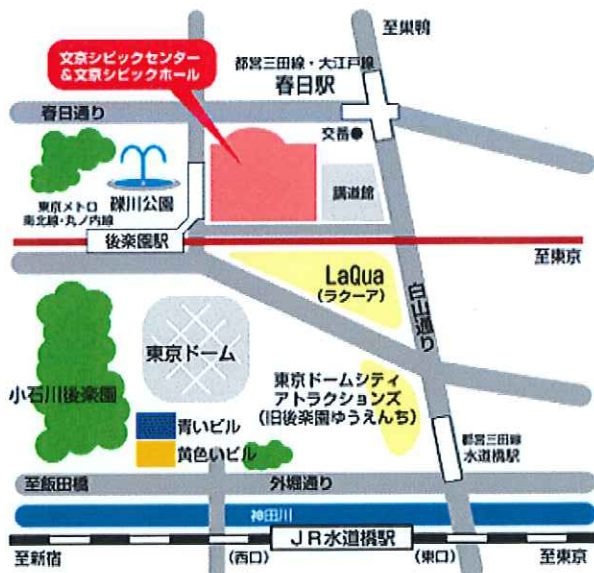 至巣鴨
文京シビックセンター
&文京シビックホール
都営三田線・大江戸線
春日駅
春日通り
交番
礫川公園
講道館
東京メトロ
南北線・丸ノ内線
後楽園駅
至東京
LaQua
(ラクーア)
白山通り
東京ドーム
小石川後楽園
東京ドームシティ
アトラクションズ
(旧後楽園ゆうえんち)
青いビル
黄色いビル
都営三田線
水道橋駅
至飯田橋
外堀通り
神田川
JR水道橋駅
至新宿
(西口)
(東口)
至東京